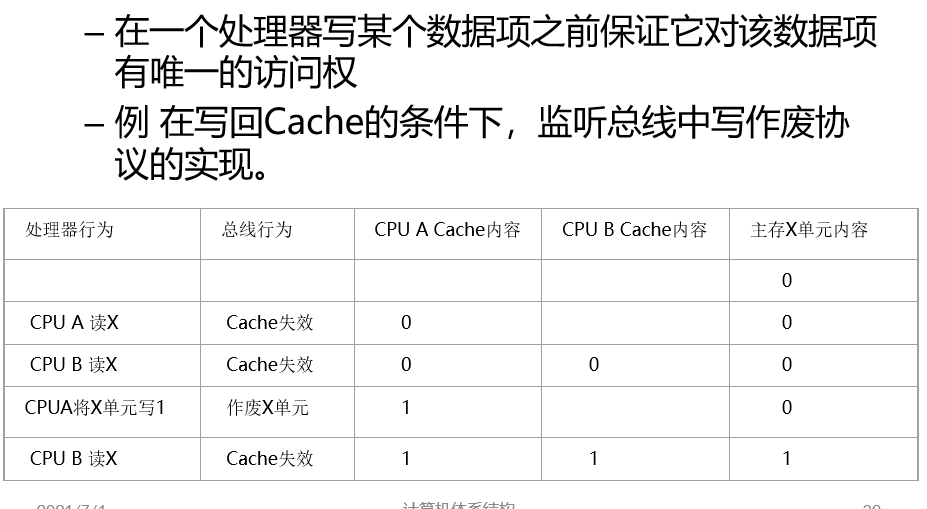 – 在一个处理器写某个数据项之前保证它对该数据项
有唯一的访问权
– 例 在写回Cache的条件下，监听总线中写作废协
议的实现。
处理器行为 总线行为 CPU A Cache内容 CPU B Cache内容 主存X单元内容
0
CPU A 读X Cache失效 0 0
CPU B 读X Cache失效 0 0 0
CPUA将X单元写1 作废X单元 1 0
CPU B 读X Cache失效 1 1 1
2021/7/1 计算机体系结构 20